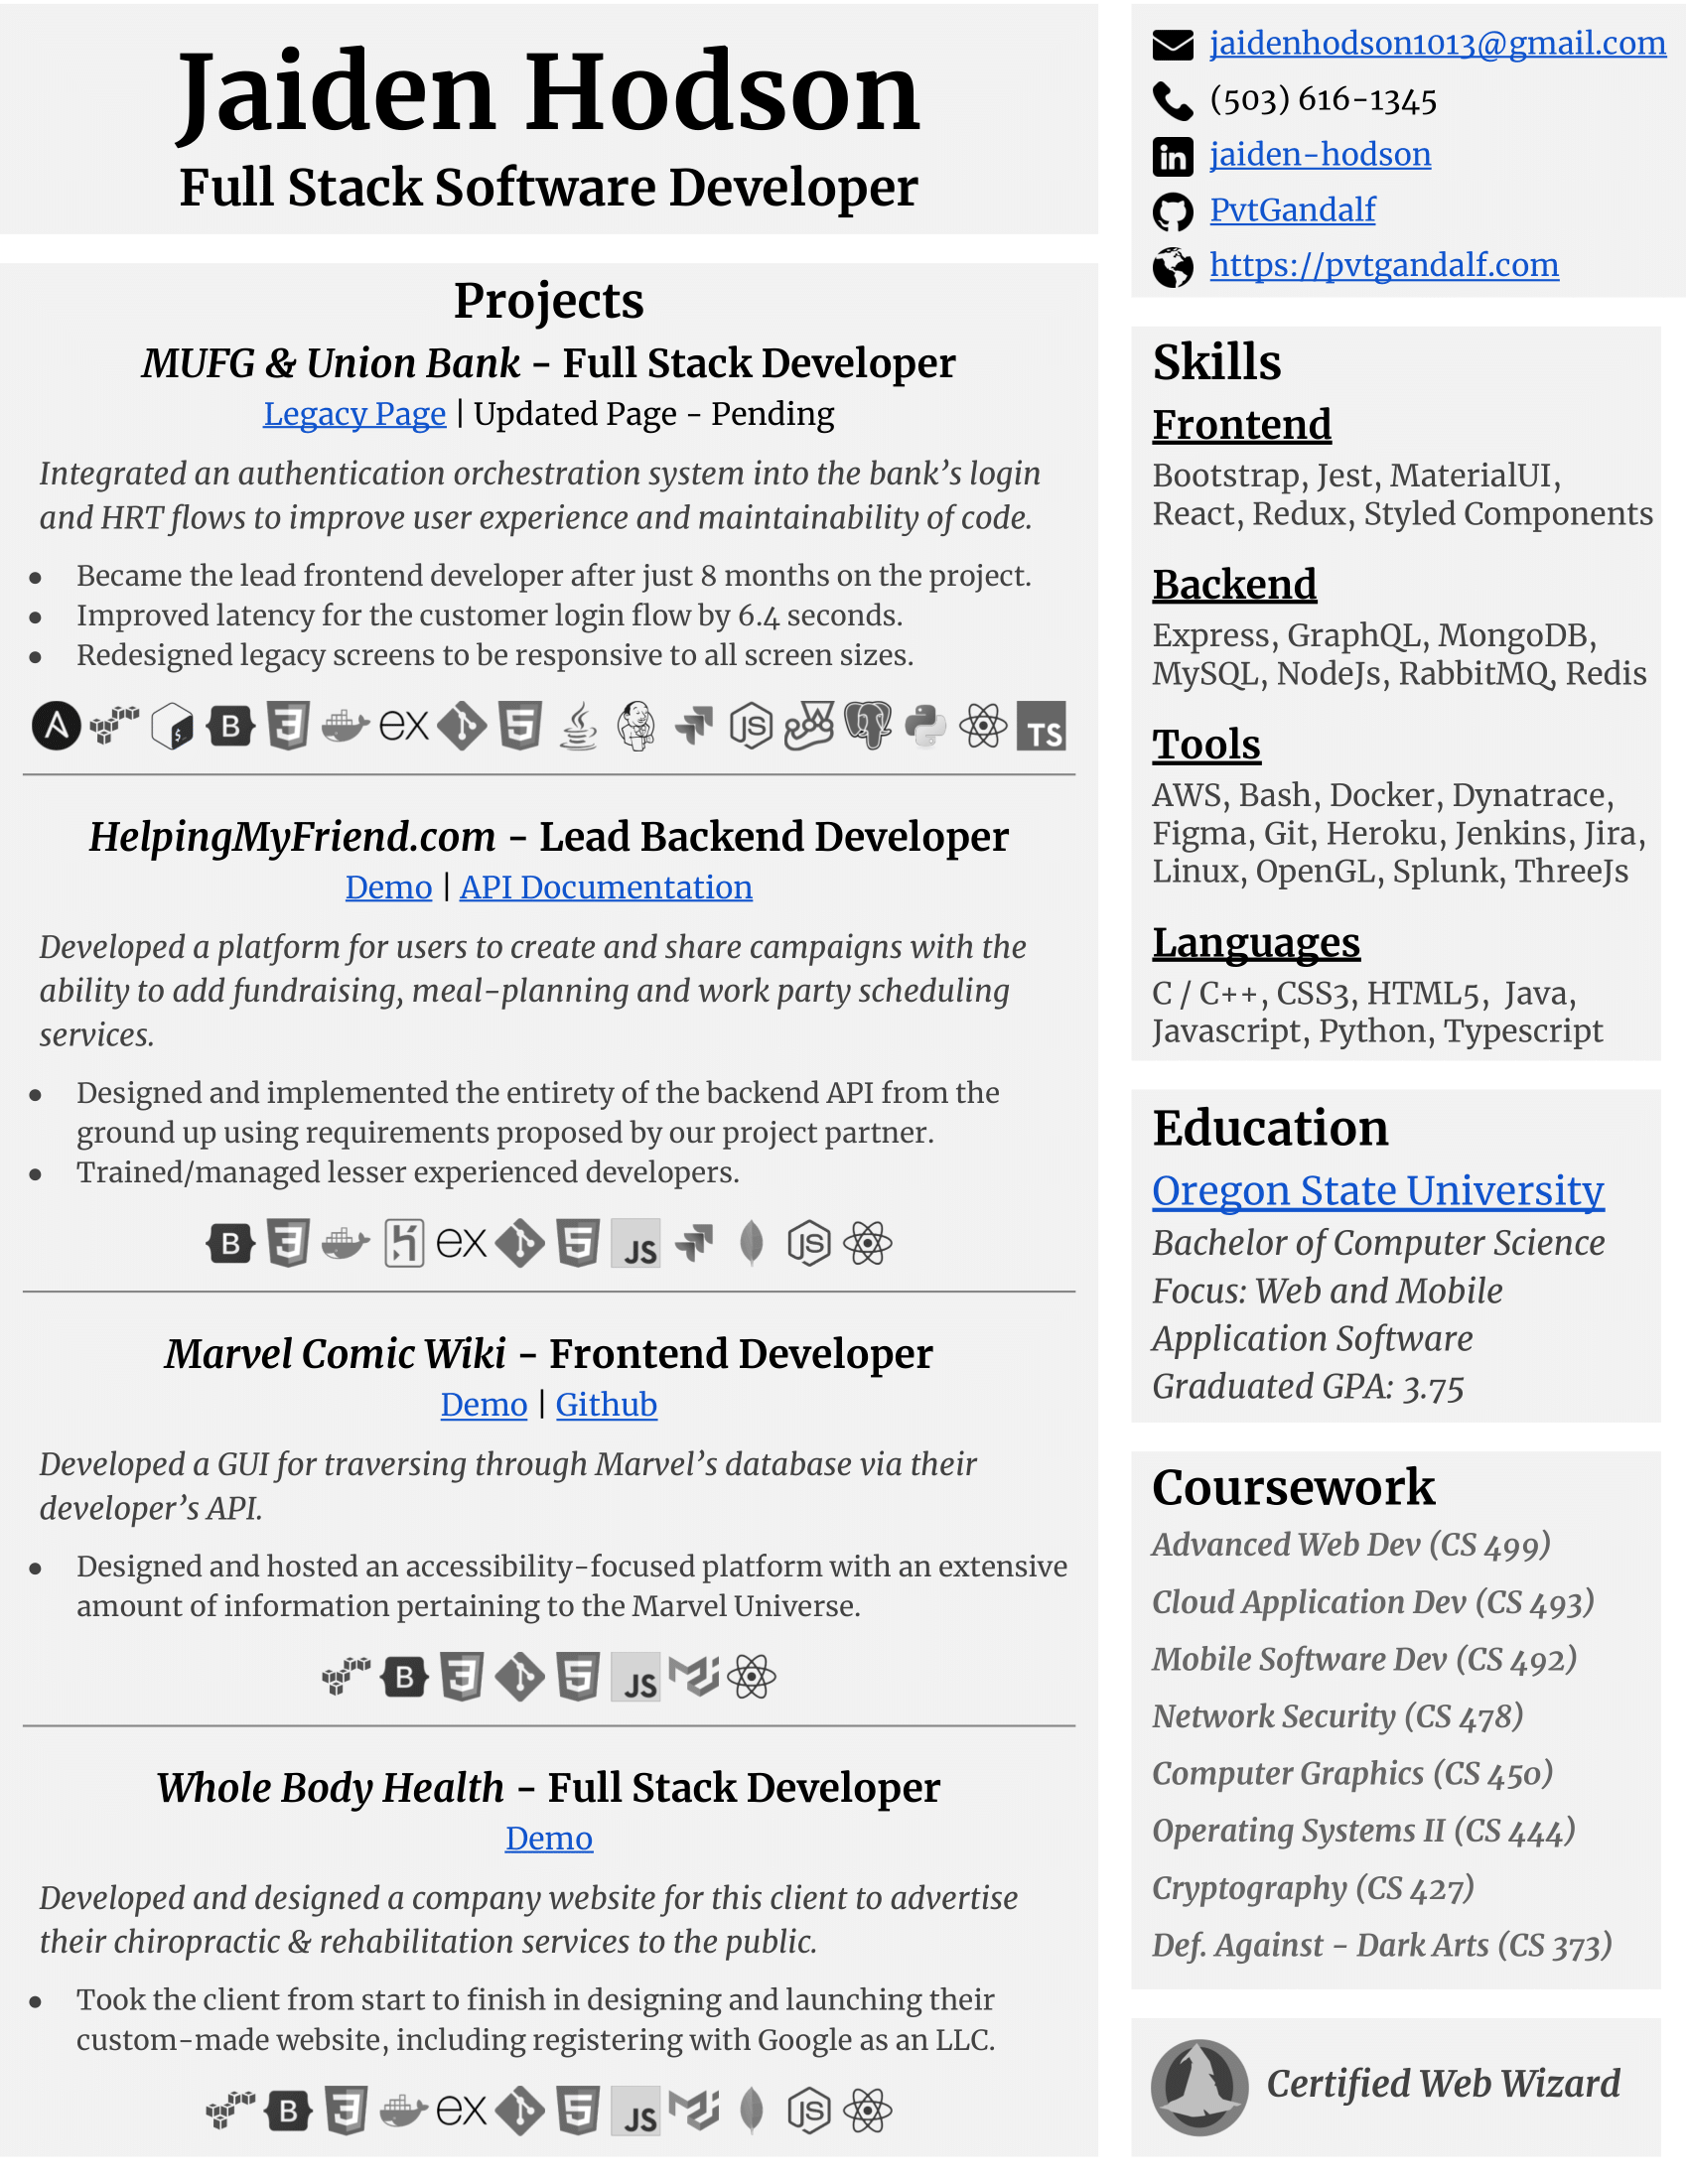 Jaiden Hodson
Full Stack Software Developer
jaidenhodson1013@gmail.com
(503) 616-1345
in
jaiden-hodson
PvtGandalf
https://pvtgandalf.com
Projects
MUFG & Union Bank - Full Stack Developer
Legacy Page | Updated Page - Pending
Integrated an authentication orchestration system into the bank’s login
and HRT flows to improve user experience and maintainability of code.
● Became the lead frontend developer after just 8 months on the project.
● Improved latency for the customer login flow by 6.4 seconds.
● Redesigned legacy screens to be responsive to all screen sizes.
A $_ B 3 ex 5 JS TS
HelpingMyFriend.com - Lead Backend Developer
Demo | API Documentation
Developed a platform for users to create and share campaigns with the
ability to add fundraising, meal-planning and work party scheduling
services.
● Designed and implemented the entirety of the backend API from the
ground up using requirements proposed by our project partner.
● Trained/managed lesser experienced developers.
B 3 ex 5 JS JS
Marvel Comic Wiki - Frontend Developer
Demo | Github
Developed a GUI for traversing through Marvel’s database via their
developer’s API.
● Designed and hosted an accessibility-focused platform with an extensive
amount of information pertaining to the Marvel Universe.
B 3 5 JS
Whole Body Health - Full Stack Developer
Demo
Developed and designed a company website for this client to advertise
their chiropractic & rehabilitation services to the public.
● Took the client from start to finish in designing and launching their
custom-made website, including registering with Google as an LLC.
B 3 ex 5 JS JS
Skills
Frontend
Bootstrap, Jest, MaterialUI,
React, Redux, Styled Components
Backend
Express, GraphQL, MongoDB,
MySQL, NodeJs, RabbitMQ, Redis
Tools
AWS, Bash, Docker, Dynatrace,
Figma, Git, Heroku, Jenkins, Jira,
Linux, OpenGL, Splunk, ThreeJs
Languages
C / C++, CSS3, HTML5,  Java,
Javascript, Python, Typescript
Education
Oregon State University
Bachelor of Computer Science
Focus: Web and Mobile
Application Software
Graduated GPA: 3.75
Coursework
Advanced Web Dev (CS 499)
Cloud Application Dev (CS 493)
Mobile Software Dev (CS 492)
Network Security (CS 478)
Computer Graphics (CS 450)
Operating Systems II (CS 444)
Cryptography (CS 427)
Def. Against - Dark Arts (CS 373)
Certified Web Wizard